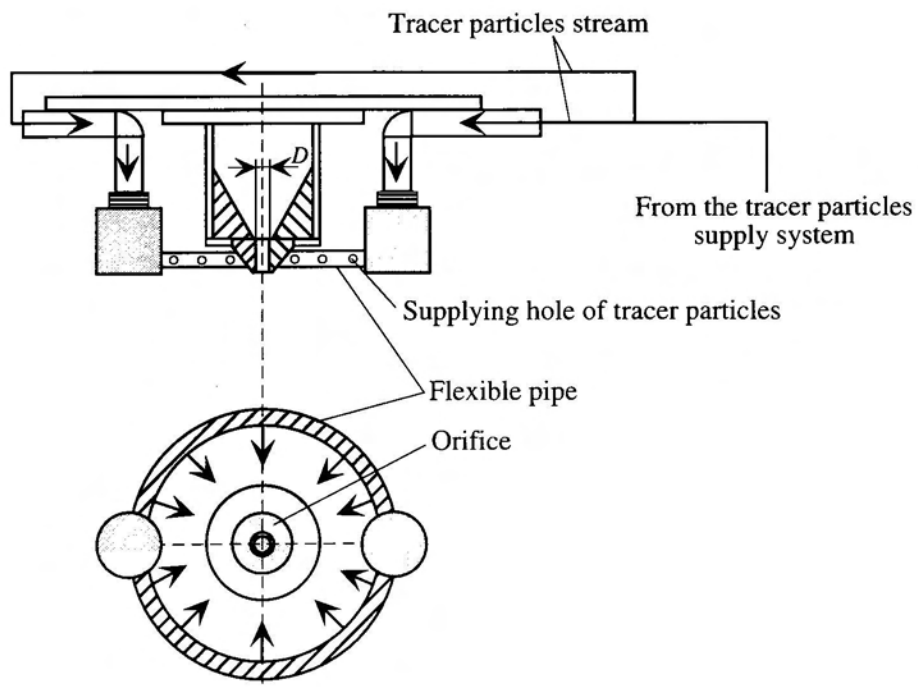 Tracer particles stream
D
From the tracer particles
supply system
Supplying hole of tracer particles
Flexible pipe
Orifice